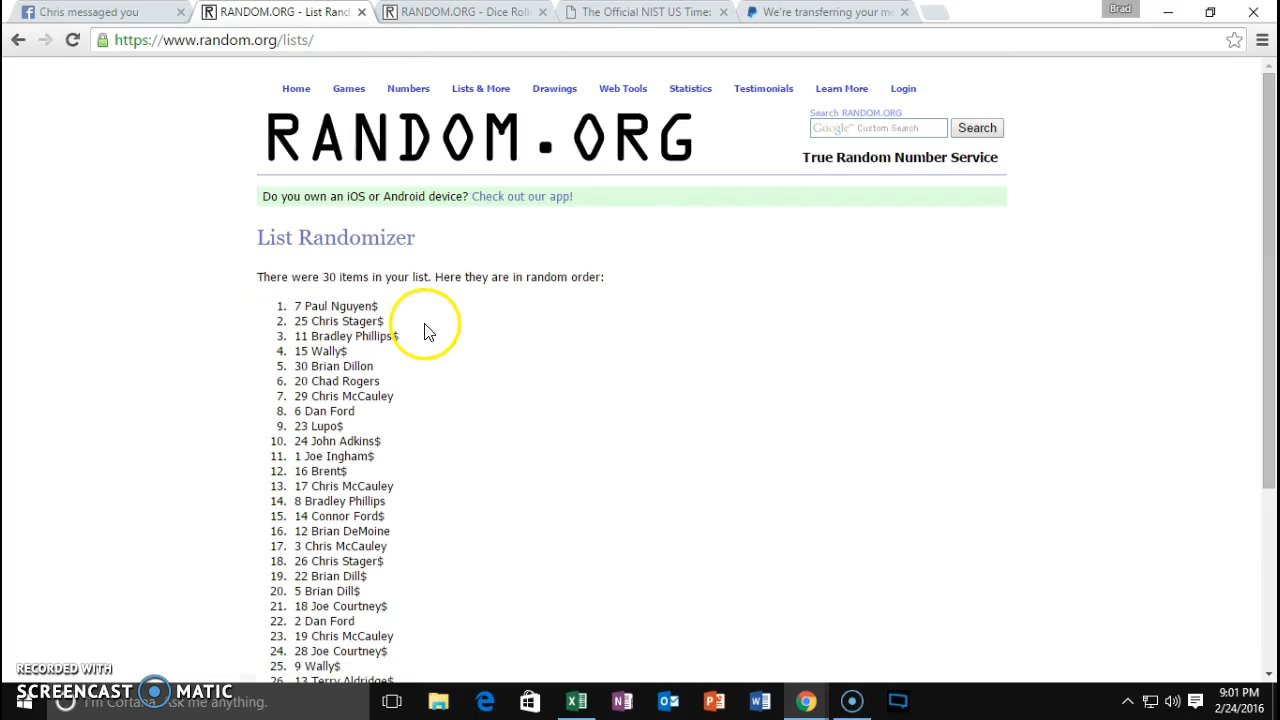 Chris messaged you
RANDOM.ORG - List Rand
RANDOM.ORG - Dice Roll
The Official NIST US Time:
We're transferring your m
Brad
https://www.random.org/lists/
Home Games Numbers Lists & More Drawings Web Tools Statistics Testimonials Learn More Login
RANDOM.ORG
Search RANDOM.ORG
Google™ Custom Search
Search
True Random Number Service
Do you own an iOS or Android device? Check out our app!
List Randomizer
There were 30 items in your list. Here they are in random order:
1. 7 Paul Nguyen$
2. 25 Chris Stager$
3. 11 Bradley Phillips$
4. 15 Wally$
5. 30 Brian Dillon
6. 20 Chad Rogers
7. 29 Chris McCauley
8. 6 Dan Ford
9. 23 Lupo$
10. 24 John Adkins$
11. 1 Joe Ingham$
12. 16 Brent$
13. 17 Chris McCauley
14. 8 Bradley Phillips
15. 14 Connor Ford$
16. 12 Brian DeMoine
17. 3 Chris McCauley
18. 26 Chris Stager$
19. 22 Brian Dill$
20. 5 Brian Dill$
21. 18 Joe Courtney$
22. 2 Dan Ford
23. 19 Chris McCauley
24. 28 Joe Courtney$
25. 9 Wally$
26. 13 Terry Aldridge$
RECORDED WITH
SCREENCAST MATIC
I'm Cortana. Ask me anything.
9:01 PM
2/24/2016